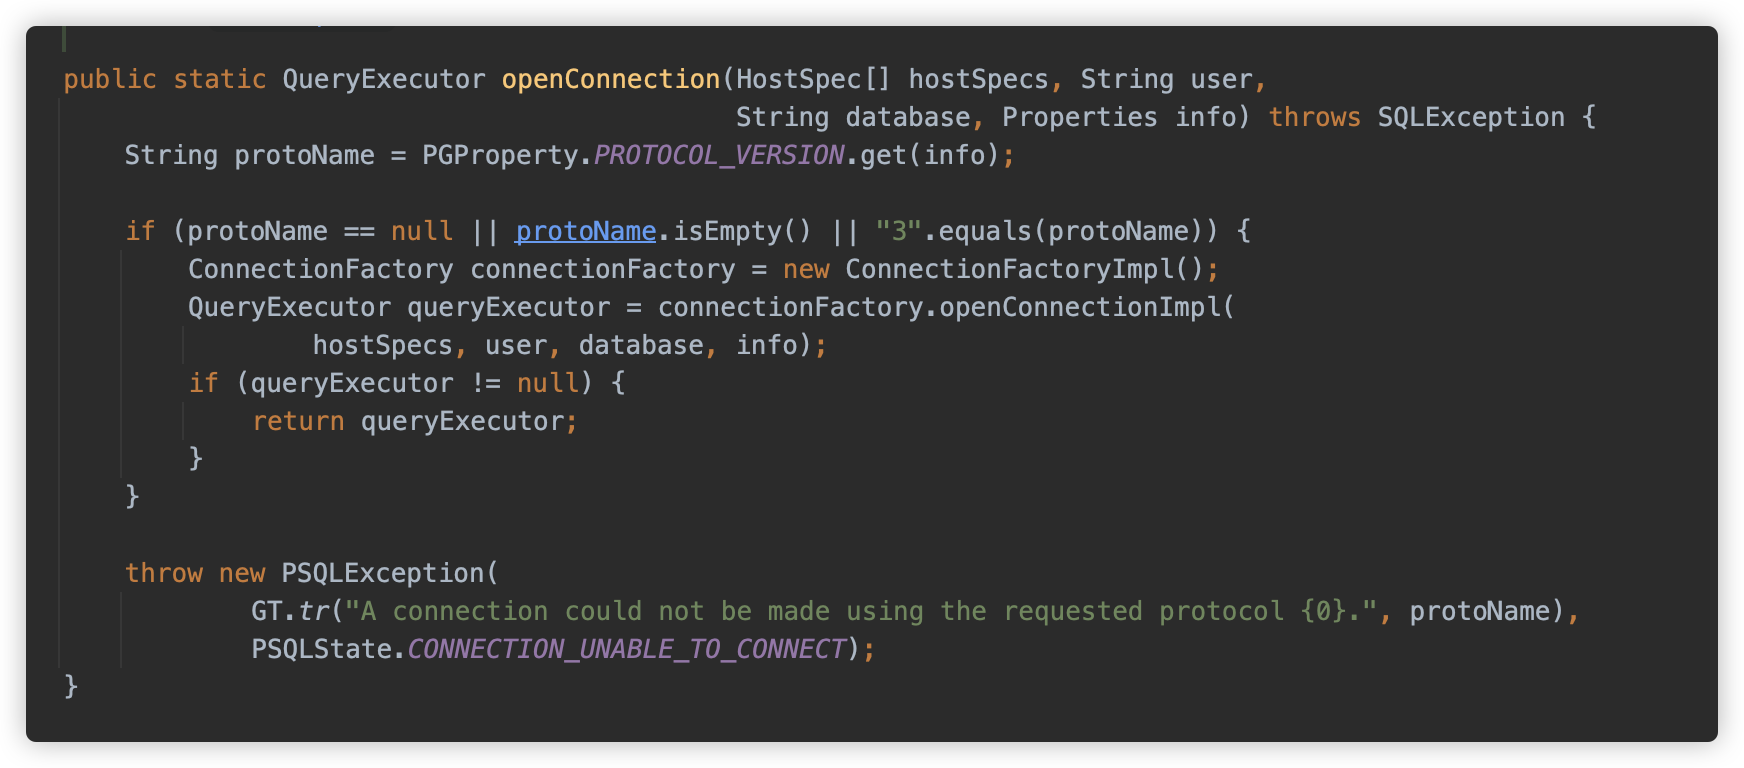 public static QueryExecutor openConnection(HostSpec[] hostSpecs, String user,
String database, Properties info) throws SQLException {
String protoName = PGProperty.PROTOCOL_VERSION.get(info);
if (protoName == null || protoName.isEmpty() || "3".equals(protoName)) {
ConnectionFactory connectionFactory = new ConnectionFactoryImpl();
QueryExecutor queryExecutor = connectionFactory.openConnectionImpl(
hostSpecs, user, database, info);
if (queryExecutor != null) {
return queryExecutor;
}
}
throw new PSQLException(
GT.tr("A connection could not be made using the requested protocol {0}.", protoName),
PSQLState.CONNECTION_UNABLE_TO_CONNECT);
}